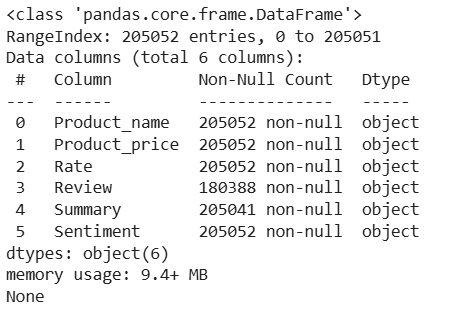 <class 'pandas.core.frame.DataFrame'>
RangeIndex: 205052 entries, 0 to 205051
Data columns (total 6 columns):
 #   Column         Non-Null Count   Dtype
---  ------         --------------   -----
 0   Product_name   205052 non-null  object
 1   Product_price  205052 non-null  object
 2   Rate           205052 non-null  object
 3   Review         180388 non-null  object
 4   Summary        205041 non-null  object
 5   Sentiment      205052 non-null  object
dtypes: object(6)
memory usage: 9.4+ MB
None